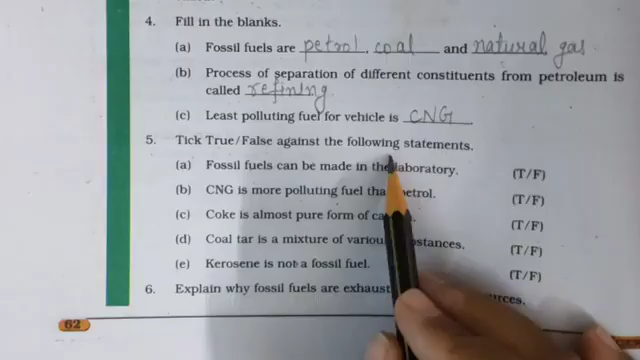 4. Fill in the blanks.
(a) Fossil fuels are petrol, coal and natural gas
(b) Process of separation of different constituents from petroleum is
called refining
(c) Least polluting fuel for vehicle is CNG
5. Tick True/False against the following statements.
(a) Fossil fuels can be made in the laboratory. (T/F)
(b) CNG is more polluting fuel than petrol. (T/F)
(c) Coke is almost pure form of (T/F)
(d) Coal tar is a mixture of various substances. (T/F)
(e) Kerosene is not a fossil fuel. (T/F)
6. Explain why fossil fuels are
62